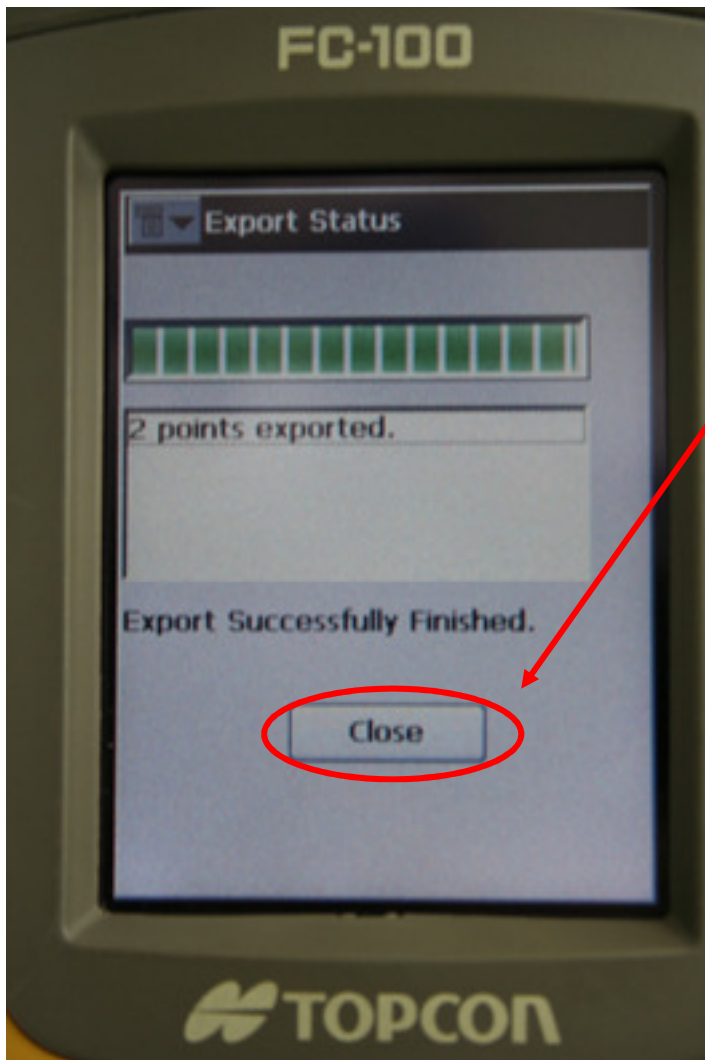 FC-100
Export Status
2 points exported.
Export Successfully Finished.
Close
TOPCON